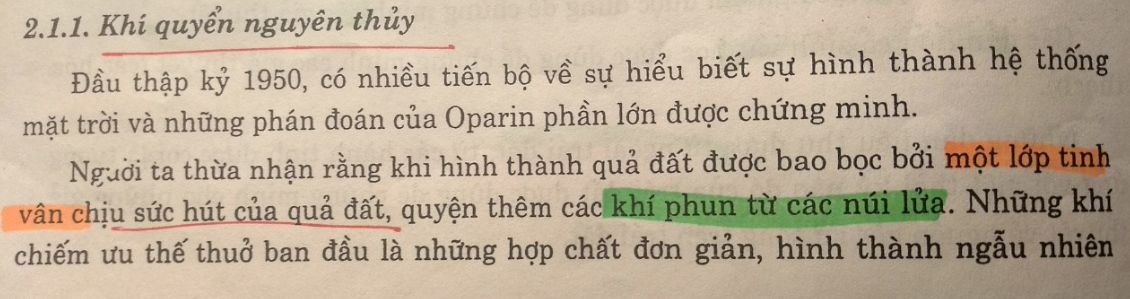 2.1.1. Khí quyển nguyên thủy
Đầu thập kỷ 1950, có nhiều tiến bộ về sự hiểu biết sự hình thành hệ thống
mặt trời và những phán đoán của Oparin phần lớn được chứng minh.
Người ta thừa nhận rằng khi hình thành quả đất được bao bọc bởi một lớp tinh
vân chịu sức hút của quả đất, quyện thêm các khí phun từ các núi lửa. Những khí
chiếm ưu thế thuở ban đầu là những hợp chất đơn giản, hình thành ngẫu nhiên